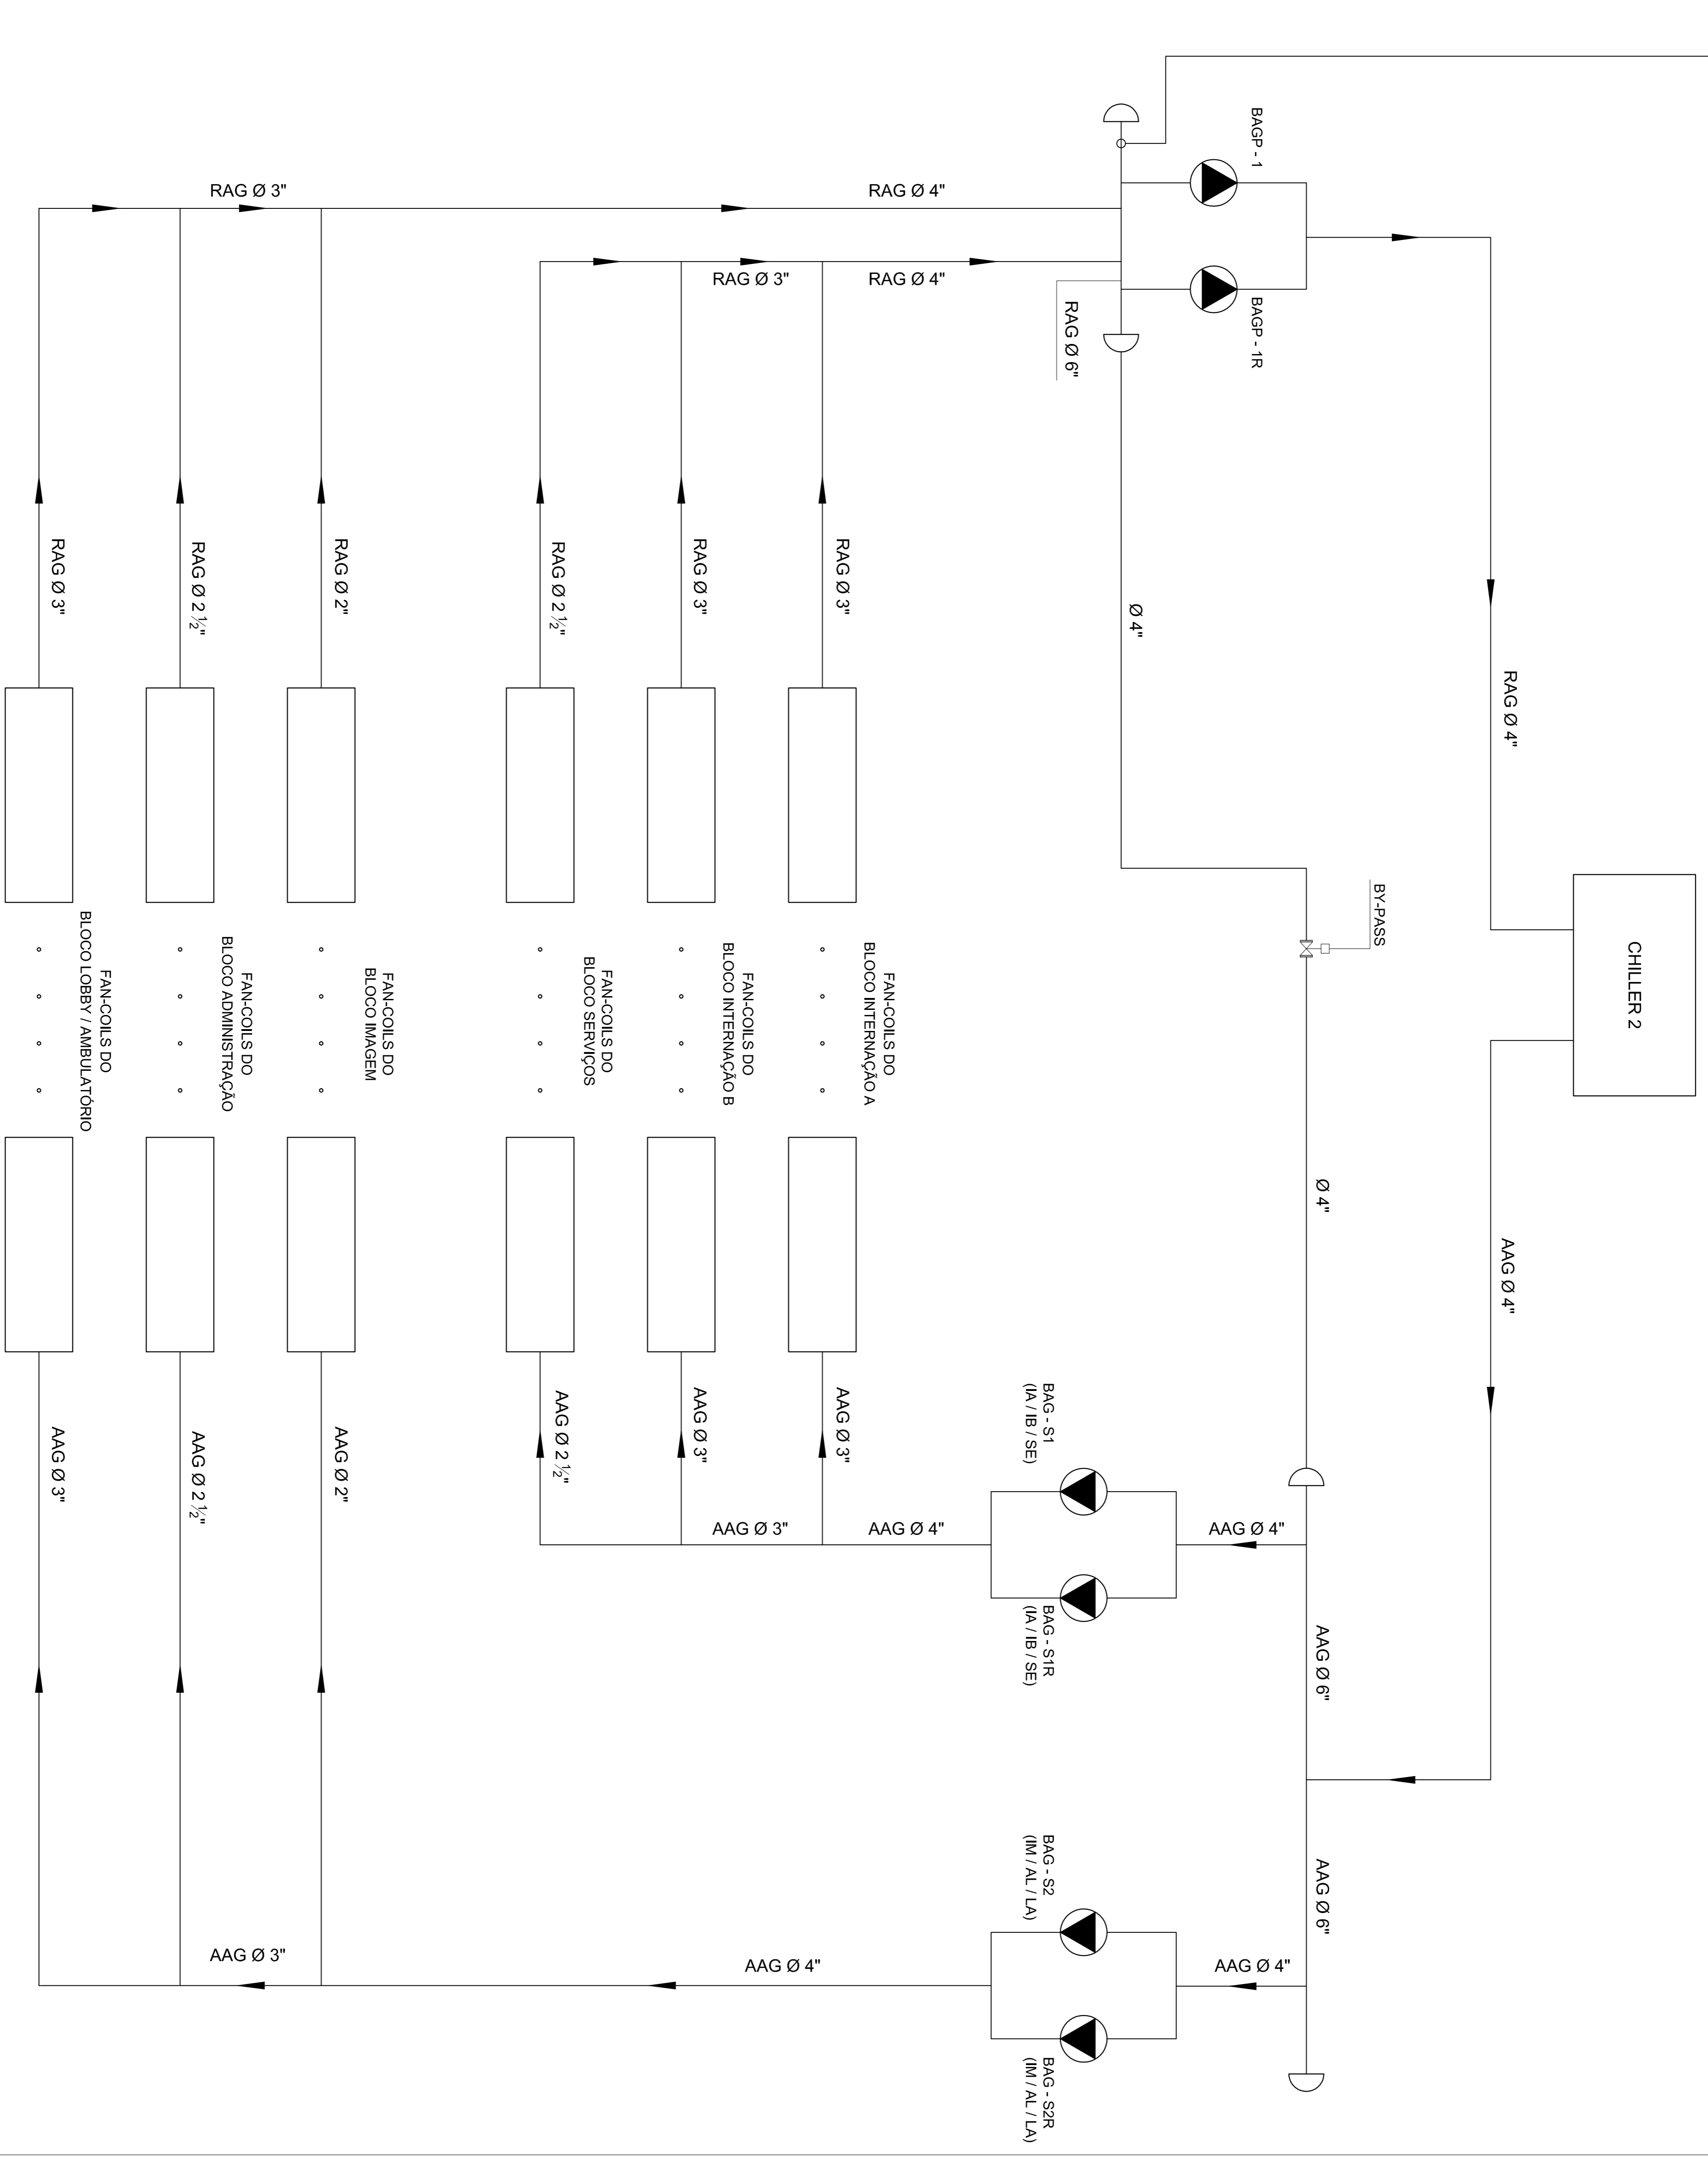 BAGP - 1
RAG Ø 3"
RAG Ø 4"
RAG Ø 3"
RAG Ø 4"
RAG Ø 6"
BAGP - 1R
RAG Ø 3"
RAG Ø 2 ½"
RAG Ø 2"
RAG Ø 2 ½"
RAG Ø 3"
RAG Ø 3"
Ø 4"
RAG Ø 4"
BY-PASS
CHILLER 2
FAN-COILS DO
BLOCO LOBBY / AMBULATÓRIO
FAN-COILS DO
BLOCO ADMINISTRAÇÃO
FAN-COILS DO
BLOCO IMAGEM
FAN-COILS DO
BLOCO SERVIÇOS
FAN-COILS DO
BLOCO INTERNAÇÃO B
FAN-COILS DO
BLOCO INTERNAÇÃO A
Ø 4"
AAG Ø 4"
AAG Ø 3"
AAG Ø 2 ½"
AAG Ø 2"
AAG Ø 2 ½"
AAG Ø 3"
AAG Ø 3"
BAG - S1
(IA / IB / SE)
AAG Ø 3"
AAG Ø 4"
AAG Ø 4"
BAG - S1R
(IA / IB / SE)
AAG Ø 6"
BAG - S2
(IM / AL / LA)
AAG Ø 6"
AAG Ø 3"
AAG Ø 4"
AAG Ø 4"
BAG - S2R
(IM / AL / LA)